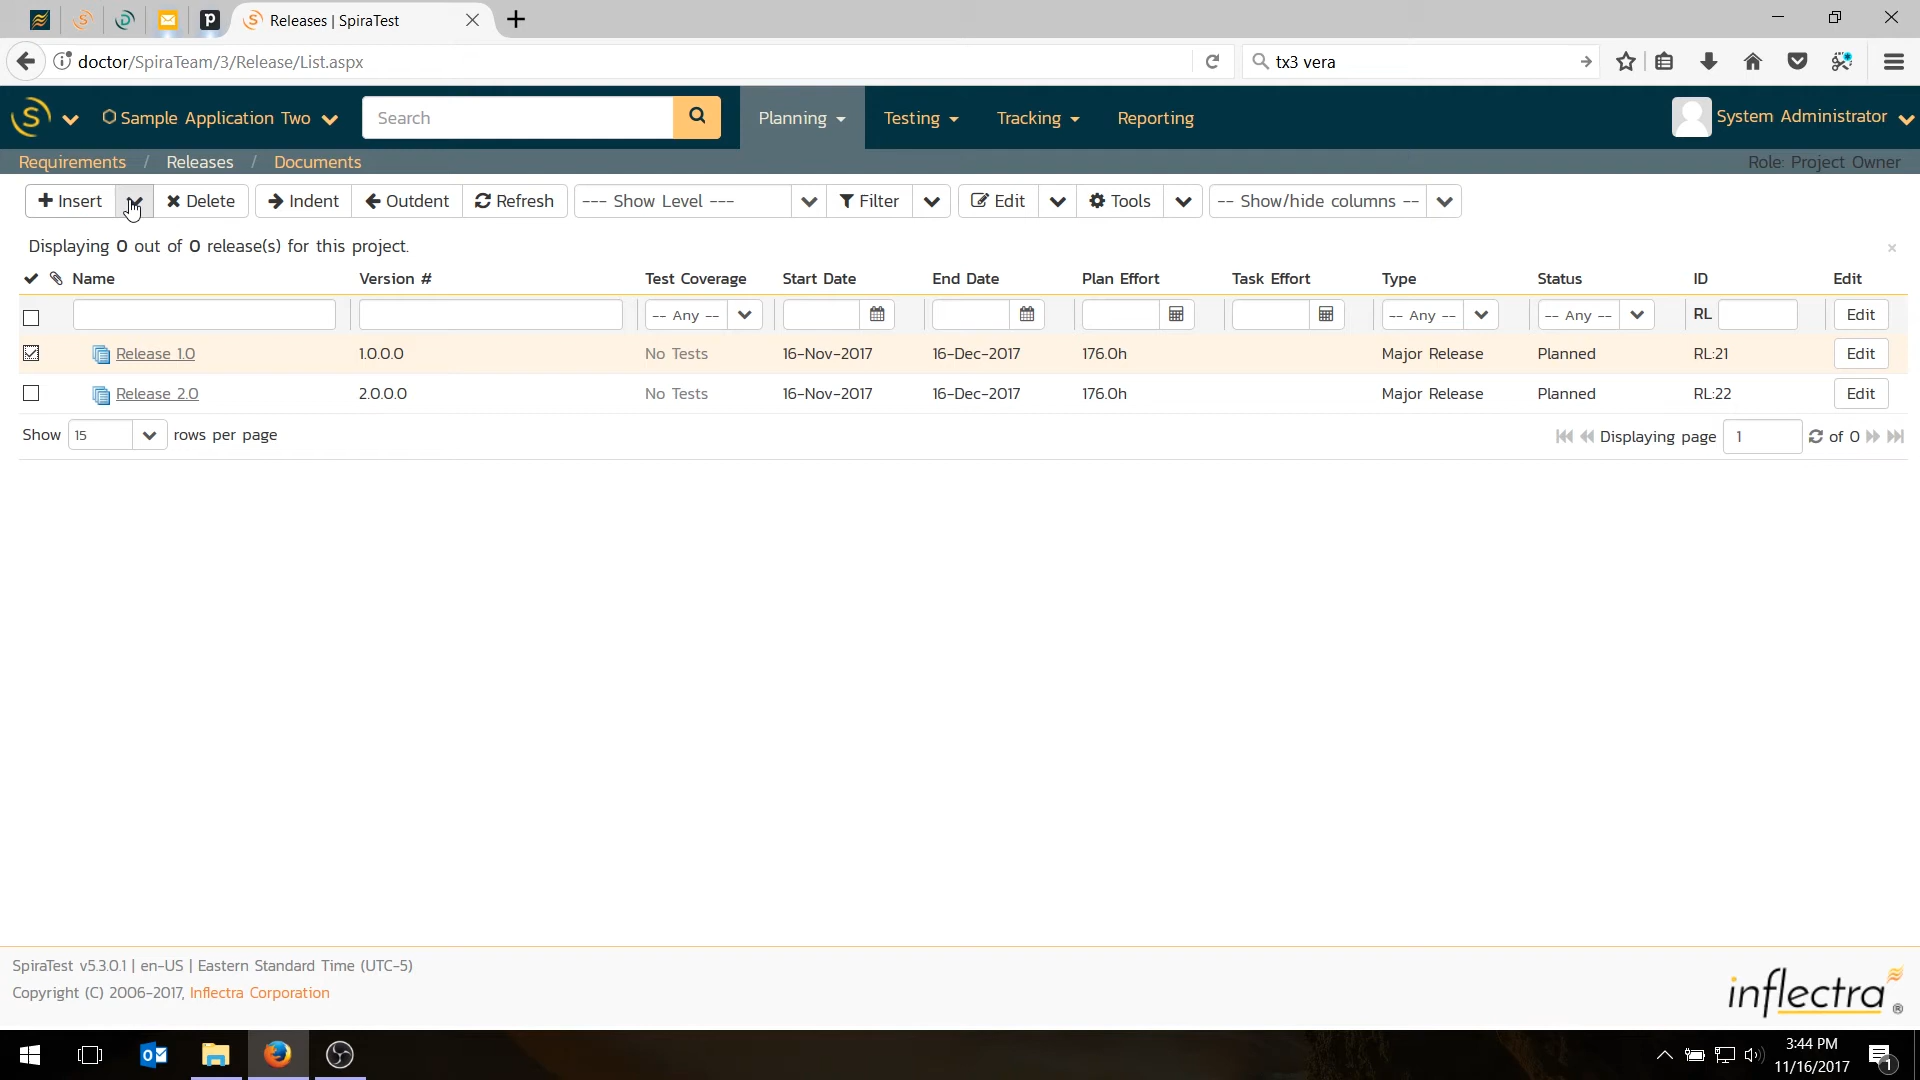 Releases | SpiraTest
doctor/SpiraTeam/3/Release/List.aspx
tx3 vera
Sample Application Two
Search
Planning
Testing
Tracking
Reporting
System Administrator
Requirements / Releases / Documents
Role: Project Owner
Insert
Delete
Indent
Outdent
Refresh
--- Show Level ---
Filter
Edit
Tools
-- Show/hide columns --
Displaying 0 out of 0 release(s) for this project.
Name Version # Test Coverage Start Date End Date Plan Effort Task Effort Type Status ID Edit
-- Any -- -- Any -- -- Any -- RL Edit
Release 1.0 1.0.0.0 No Tests 16-Nov-2017 16-Dec-2017 176.0h Major Release Planned RL:21 Edit
Release 2.0 2.0.0.0 No Tests 16-Nov-2017 16-Dec-2017 176.0h Major Release Planned RL:22 Edit
Show 15 rows per page
Displaying page 1 of 0
SpiraTest v5.3.0.1 | en-US | Eastern Standard Time (UTC-5)
Copyright (C) 2006-2017, Inflectra Corporation
inflectra®
3:44 PM
11/16/2017
1